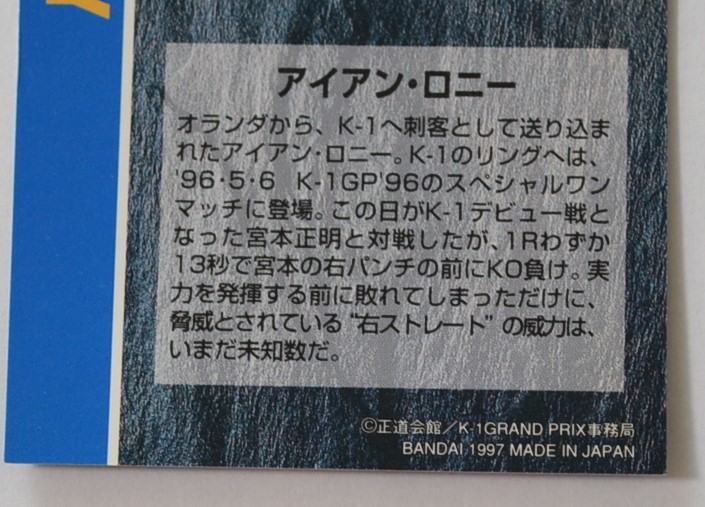 アイアン・ロニー
オランダから、K-1へ刺客として送り込ま
れたアイアン・ロニー。K-1のリングへは、
'96・5・6 K-1GP'96のスペシャルワン
マッチに登場。この日がK-1デビュー戦と
なった宮本正明と対戦したが、1Rわずか
13秒で宮本の右パンチの前にKO負け。実
力を発揮する前に敗れてしまっただけに、
脅威とされている“右ストレート”の威力は、
いまだ未知数だ。
©正道会館/K-1GRAND PRIX事務局
BANDAI 1997 MADE IN JAPAN